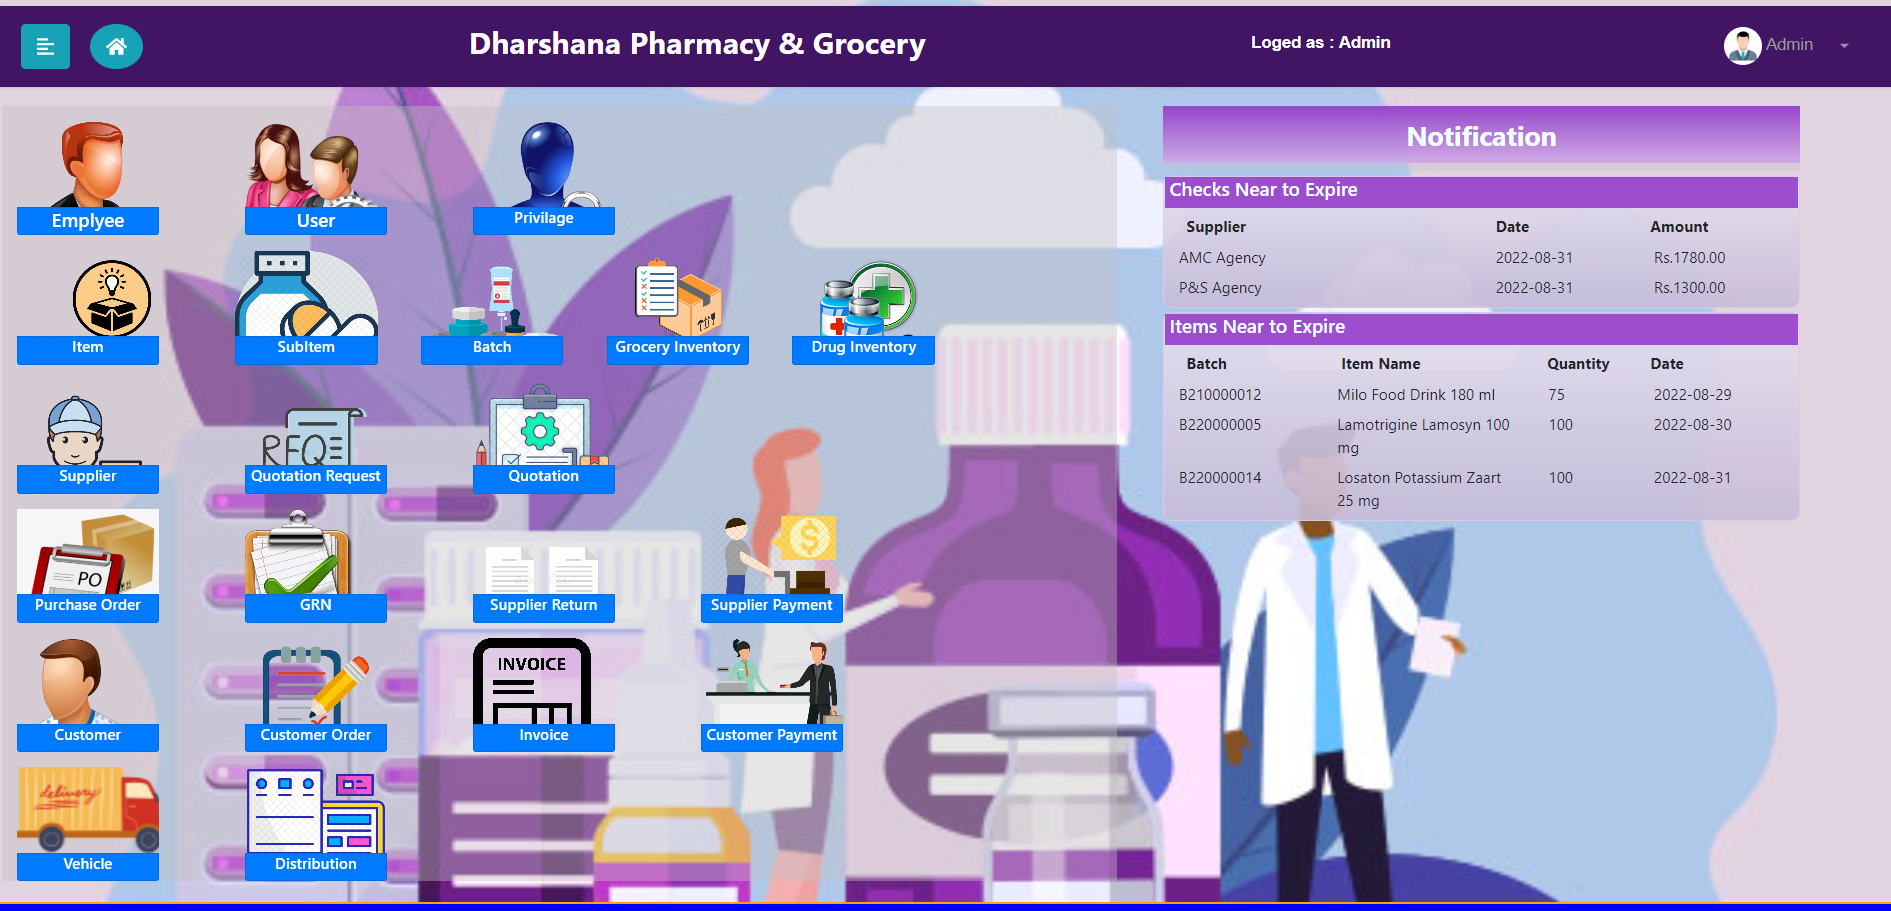 Dharshana Pharmacy & Grocery
Loged as : Admin
Admin
Emplyee
User
Privilage
Item
SubItem
Batch
Grocery Inventory
Drug Inventory
RFQ
Supplier
Quotation Request
Quotation
PO
Purchase Order
GRN
Supplier Return
Supplier Payment
INVOICE
Customer
Customer Order
Invoice
Customer Payment
delivery
Vehicle
Distribution
Notification
Checks Near to Expire
Supplier Date Amount
AMC Agency 2022-08-31 Rs.1780.00
P&S Agency 2022-08-31 Rs.1300.00
Items Near to Expire
Batch Item Name Quantity Date
B210000012 Milo Food Drink 180 ml 75 2022-08-29
B220000005 Lamotrigine Lamosyn 100 100 2022-08-30
mg
B220000014 Losaton Potassium Zaart 100 2022-08-31
25 mg